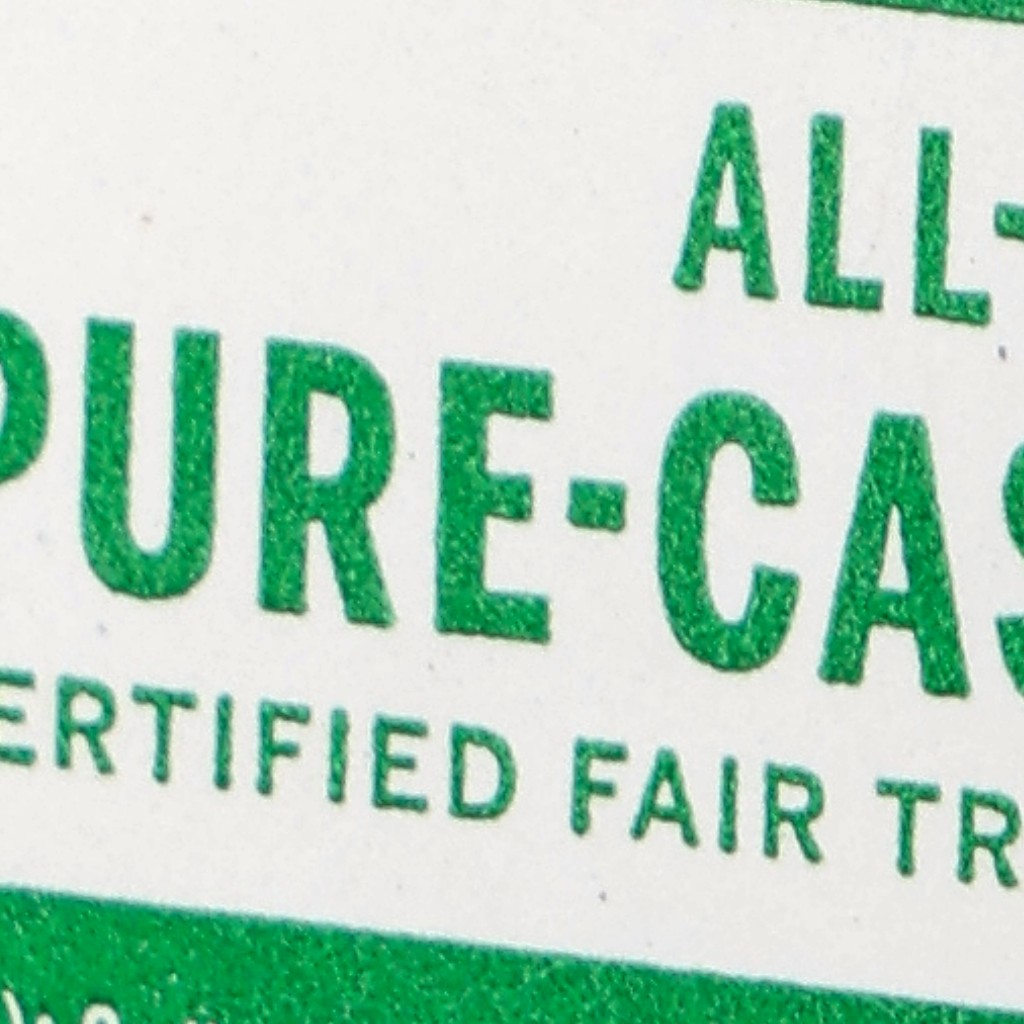 ALL-
PURE-CAS
ERTIFIED FAIR TR